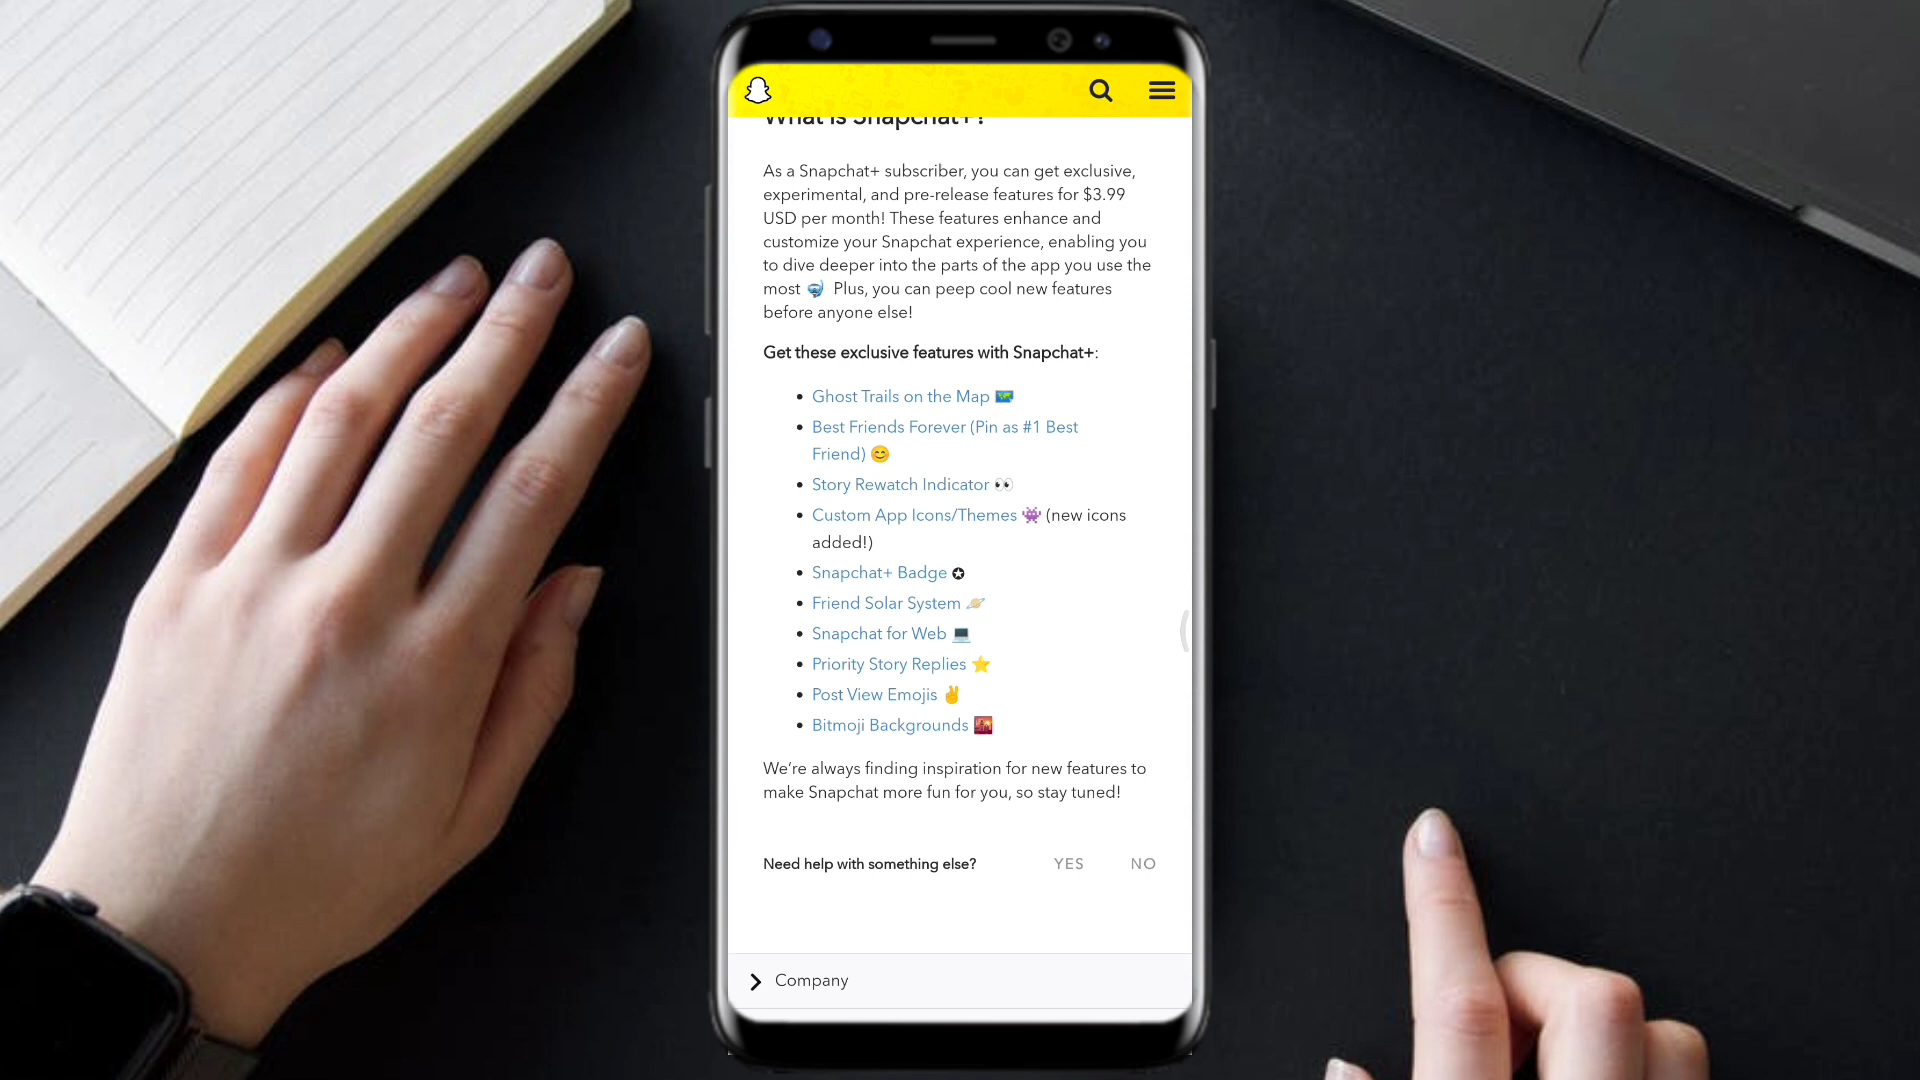 What is Snapchat+?
As a Snapchat+ subscriber, you can get exclusive,
experimental, and pre-release features for $3.99
USD per month! These features enhance and
customize your Snapchat experience, enabling you
to dive deeper into the parts of the app you use the
most 🤿 Plus, you can peep cool new features
before anyone else!
Get these exclusive features with Snapchat+:
• Ghost Trails on the Map 🗺️
• Best Friends Forever (Pin as #1 Best
Friend) 😊
• Story Rewatch Indicator 👀
• Custom App Icons/Themes 👾 (new icons
added!)
• Snapchat+ Badge ✪
• Friend Solar System 🪐
• Snapchat for Web 💻
• Priority Story Replies ⭐
• Post View Emojis ✌️
• Bitmoji Backgrounds 🌇
We’re always finding inspiration for new features to
make Snapchat more fun for you, so stay tuned!
Need help with something else? YES NO
Company